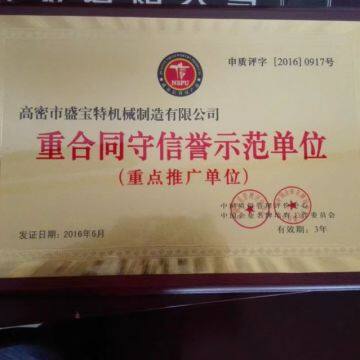 申质评字 [2016] 0917号
高密市盛宝特机械制造有限公司
重合同守信誉示范单位
(重点推广单位)
发证日期:2016年6月
有效期:3年